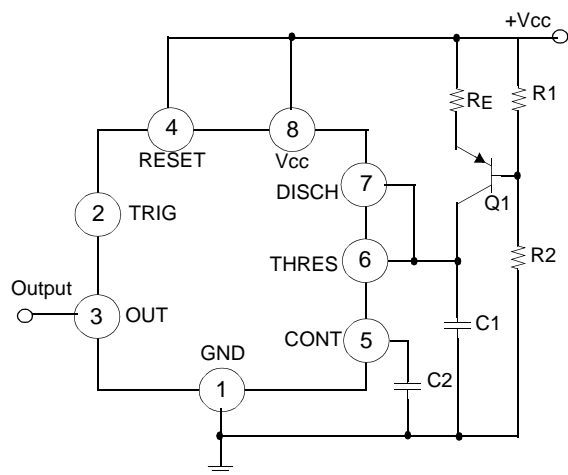 +Vcc
RE
R1
4
RESET
8
Vcc
7
DISCH
Q1
2
TRIG
6
THRES
R2
Output
3
OUT
5
CONT
C1
GND
1
C2